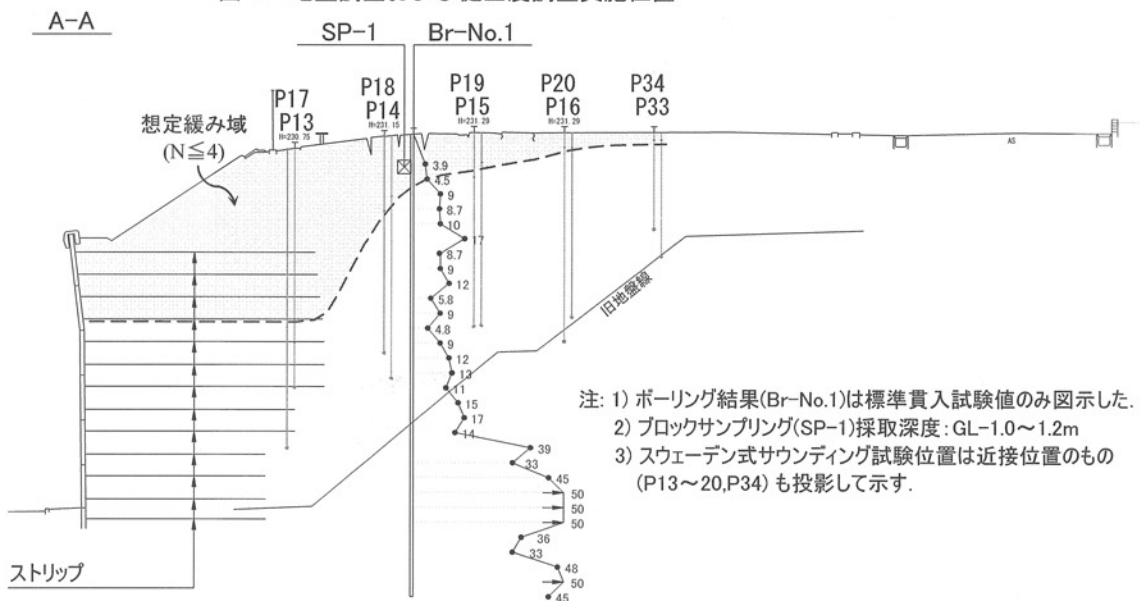 A-A
SP-1
Br-No.1
P17
P13
H=230.75
P18
P14
H=231.15
P19
P15
H=231.29
P20
P16
H=231.29
P34
P33
想定緩み域
(N≦4)
AS
3.9
4.5
9
8.7
10
17
8.7
9
12
5.8
9
4.8
9
12
13
11
15
17
14
39
33
45
50
50
50
36
33
48
50
45
旧地盤線
ストリップ
注: 1) ボーリング結果(Br-No.1)は標準貫入試験値のみ図示した.
2) ブロックサンプリング(SP-1)採取深度:GL-1.0～1.2m
3) スウェーデン式サウンディング試験位置は近接位置のもの
(P13～20,P34) も投影して示す.